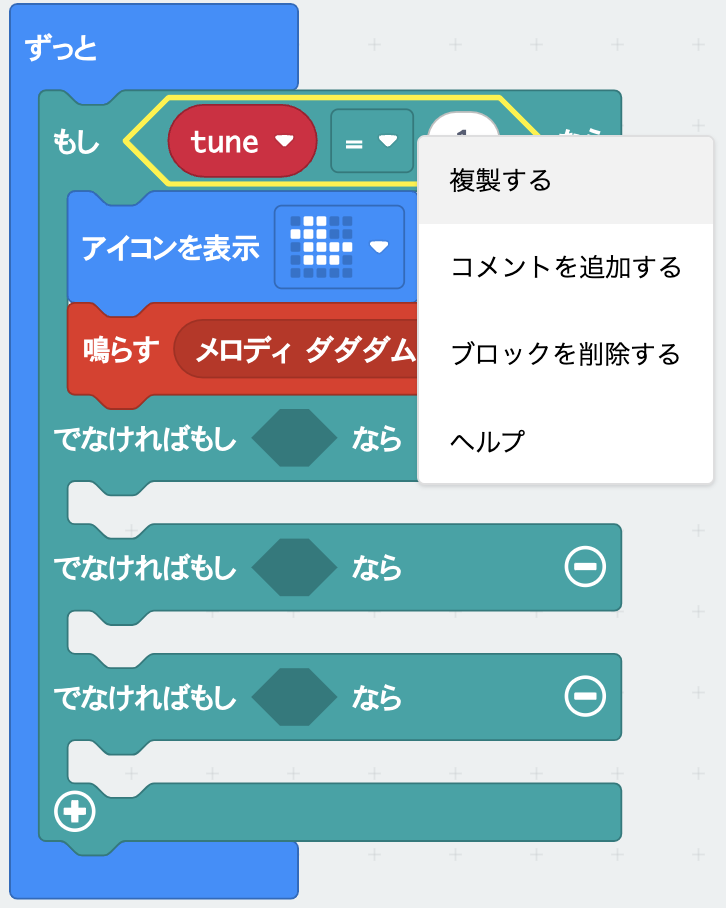 ずっと
もし tune =
複製する
アイコンを表示
コメントを追加する
鳴らす メロディ ダダダム
ブロックを削除する
でなければもし なら
ヘルプ
でなければもし なら
でなければもし なら